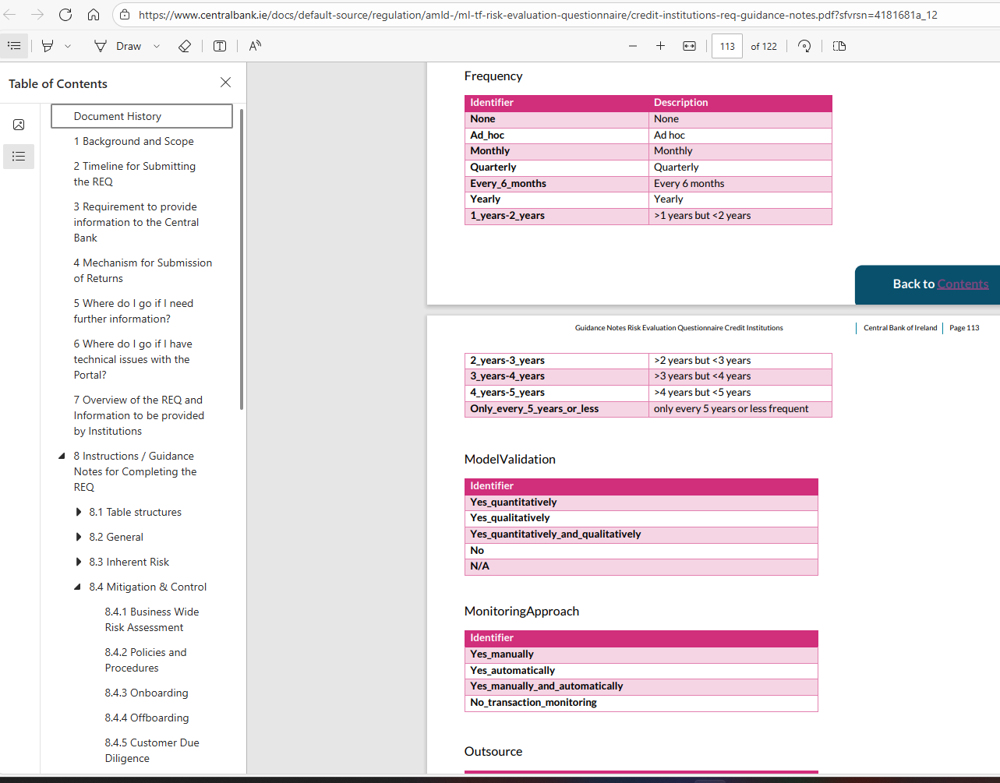 https://www.centralbank.ie/docs/default-source/regulation/amld-/ml-tf-risk-evaluation-questionnaire/credit-institutions-req-guidance-notes.pdf?sfvrsn=4181681a_12
Draw
113 of 122
Table of Contents
Document History
1 Background and Scope
2 Timeline for Submitting
the REQ
3 Requirement to provide
information to the Central
Bank
4 Mechanism for Submission
of Returns
5 Where do I go if I need
further information?
6 Where do I go if I have
technical issues with the
Portal?
7 Overview of the REQ and
Information to be provided
by Institutions
8 Instructions / Guidance
Notes for Completing the
REQ
8.1 Table structures
8.2 General
8.3 Inherent Risk
8.4 Mitigation & Control
8.4.1 Business Wide
Risk Assessment
8.4.2 Policies and
Procedures
8.4.3 Onboarding
8.4.4 Offboarding
8.4.5 Customer Due
Diligence
Frequency
Identifier Description
None None
Ad_hoc Ad hoc
Monthly Monthly
Quarterly Quarterly
Every_6_months Every 6 months
Yearly Yearly
1_years-2_years >1 years but <2 years
Back to Contents
Guidance Notes Risk Evaluation Questionnaire Credit Institutions Central Bank of Ireland Page 113
2_years-3_years >2 years but <3 years
3_years-4_years >3 years but <4 years
4_years-5_years >4 years but <5 years
Only_every_5_years_or_less only every 5 years or less frequent
ModelValidation
Identifier
Yes_quantitatively
Yes_qualitatively
Yes_quantitatively_and_qualitatively
No
N/A
MonitoringApproach
Identifier
Yes_manually
Yes_automatically
Yes_manually_and_automatically
No_transaction_monitoring
Outsource